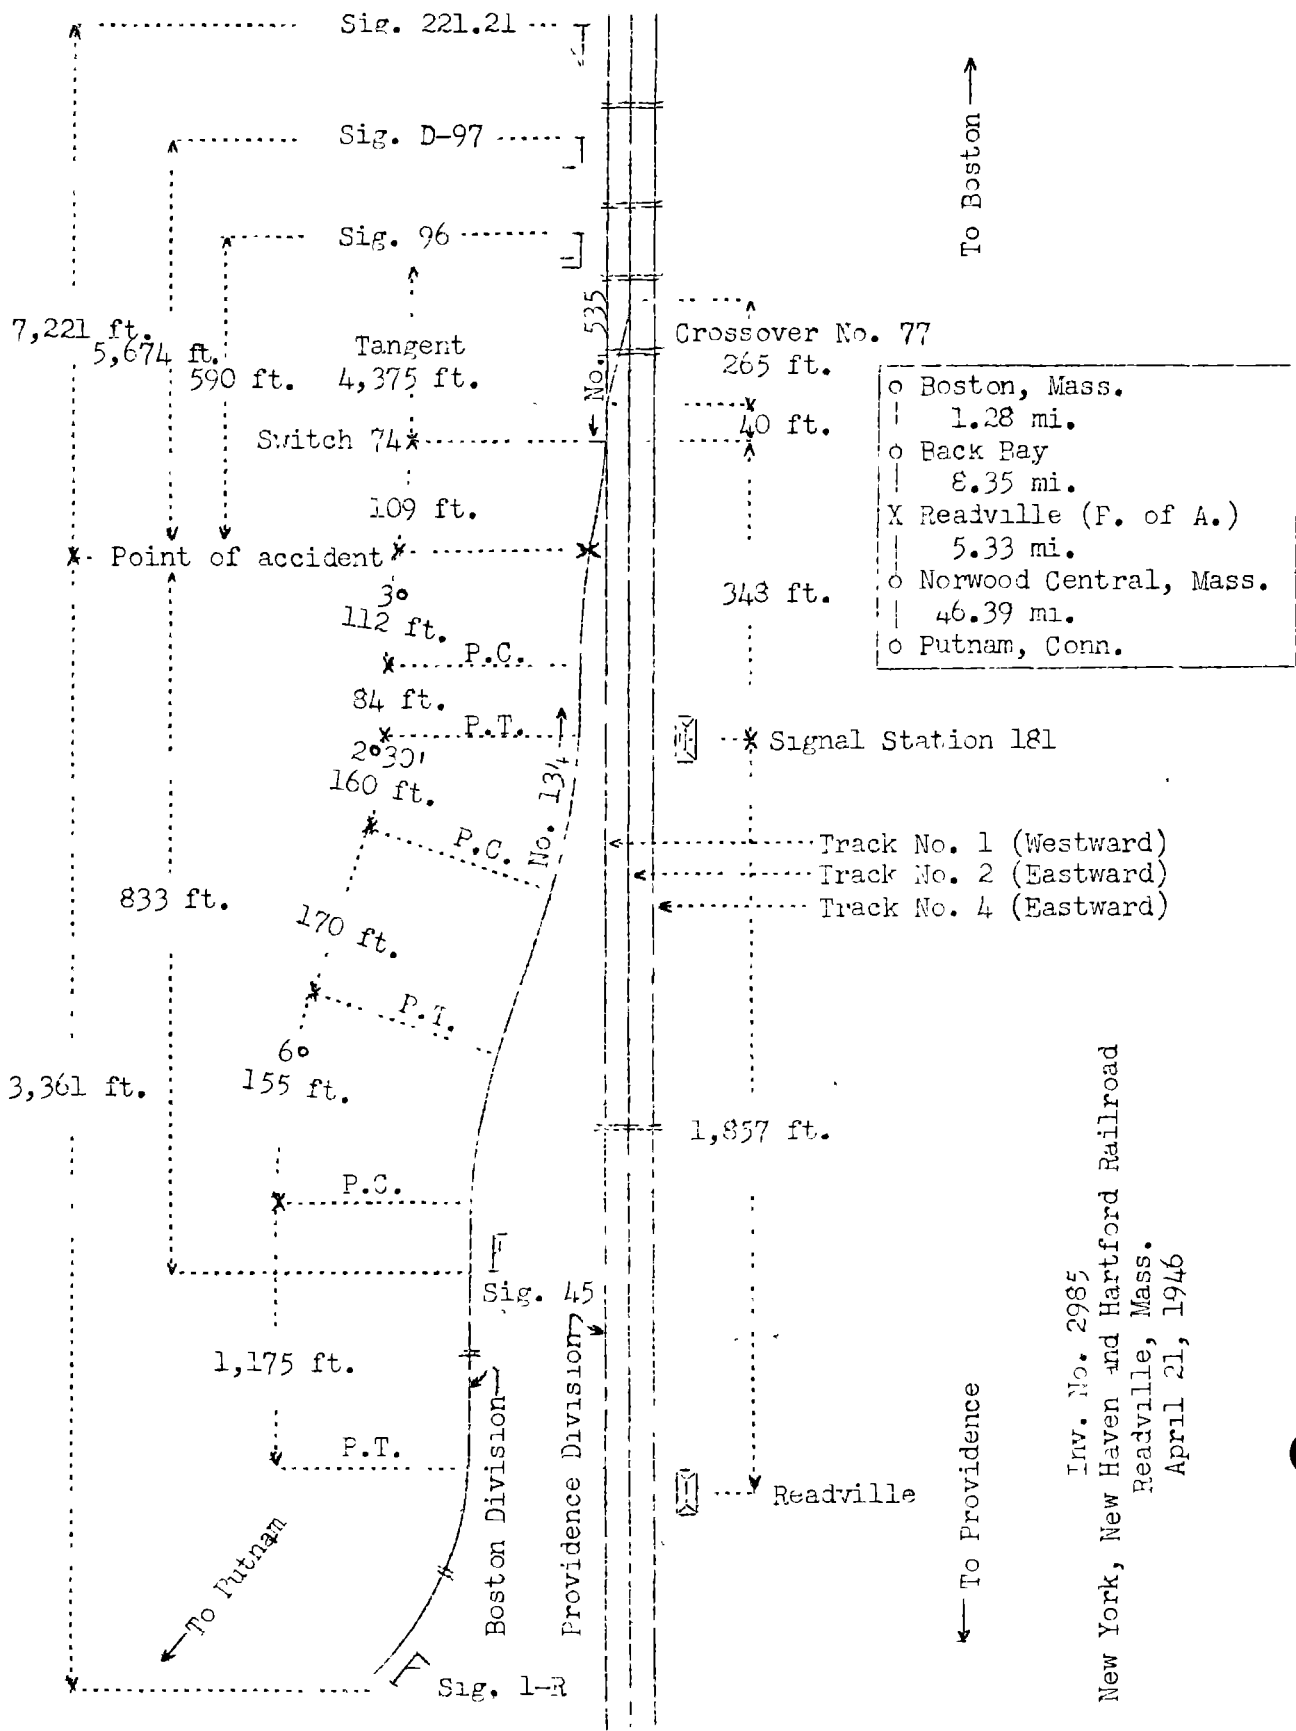 Sig. 221.21
Sig. D-97
Sig. 96
To Boston
No. 535
7,221 ft.
5,674 ft.
590 ft.
Tangent
4,375 ft.
Crossover No. 77
265 ft.
40 ft.
Switch 74
109 ft.
o Boston, Mass.
1.28 mi.
o Back Bay
8.35 mi.
X Readville (P. of A.)
5.33 mi.
o Norwood Central, Mass.
46.39 mi.
o Putnam, Conn.
Point of accident
3°
112 ft.
343 ft.
P.C.
84 ft.
P.T.
2°30'
160 ft.
No. 134
Signal Station 181
P.C.
Track No. 1 (Westward)
Track No. 2 (Eastward)
Track No. 4 (Eastward)
833 ft.
170 ft.
P.T.
6°
155 ft.
3,361 ft.
1,857 ft.
P.C.
Sig. 45
1,175 ft.
P.T.
Boston Division
Providence Division
Readville
To Putnam
Sig. 1-R
To Providence
Inv. No. 2985
New York, New Haven and Hartford Railroad
Readville, Mass.
April 21, 1946